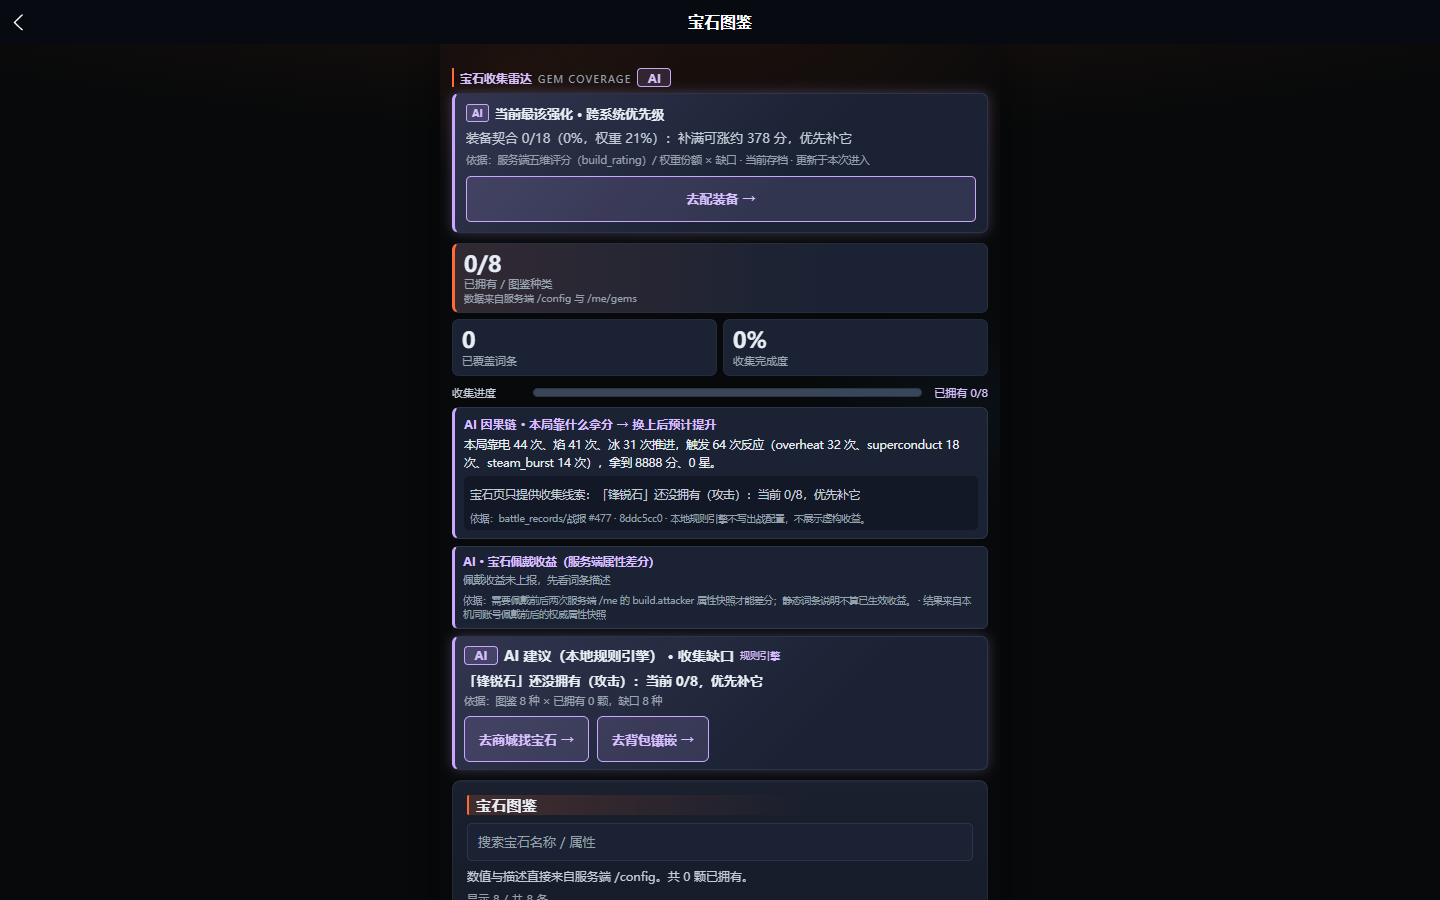 宝石图鉴
宝石收集雷达 GEM COVERAGE AI
AI 当前最该强化 • 跨系统优先级
装备契合 0/18（0%，权重 21%）：补满可涨约 378 分，优先补它
依据：服务端五维评分（build_rating）/ 权重份额 × 缺口 · 当前存档 · 更新于本次进入
去配装备 →
0/8
已拥有 / 图鉴种类
数据来自服务端 /config 与 /me/gems
0
已覆盖词条
0%
收集完成度
收集进度 已拥有 0/8
AI 因果链 • 本局靠什么拿分 → 换上后预计提升
本局靠电 44 次、焰 41 次、冰 31 次推进，触发 64 次反应（overheat 32 次、superconduct 18
次、steam_burst 14 次），拿到 8888 分、0 星。
宝石页只提供收集线索：「锋锐石」还没拥有（攻击）：当前 0/8，优先补它
依据：battle_records/战报 #477 · 8ddc5cc0 · 本地规则引擎不写出战配置，不展示虚构收益。
AI • 宝石佩戴收益（服务端属性差分）
佩戴收益未上报，先看词条描述
依据：需要佩戴前后两次服务端 /me 的 build.attacker 属性快照才能差分；静态词条说明不算已生效收益。 · 结果来自本
机同账号佩戴前后的权威属性快照
AI AI 建议（本地规则引擎） • 收集缺口 规则引擎
「锋锐石」还没拥有（攻击）：当前 0/8，优先补它
依据：图鉴 8 种 × 已拥有 0 颗，缺口 8 种
去商城找宝石 →
去背包镶嵌 →
宝石图鉴
搜索宝石名称 / 属性
数值与描述直接来自服务端 /config。共 0 颗已拥有。
显示 8 / 共 8 条